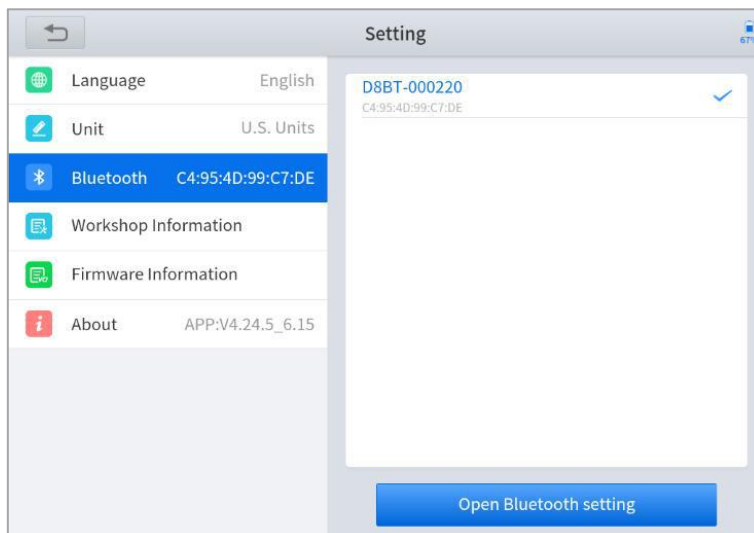 Setting
67%
Language English
Unit U.S. Units
Bluetooth C4:95:4D:99:C7:DE
Workshop Information
Firmware Information
About APP:V4.24.5_6.15
D8BT-000220
C4:95:4D:99:C7:DE
Open Bluetooth setting